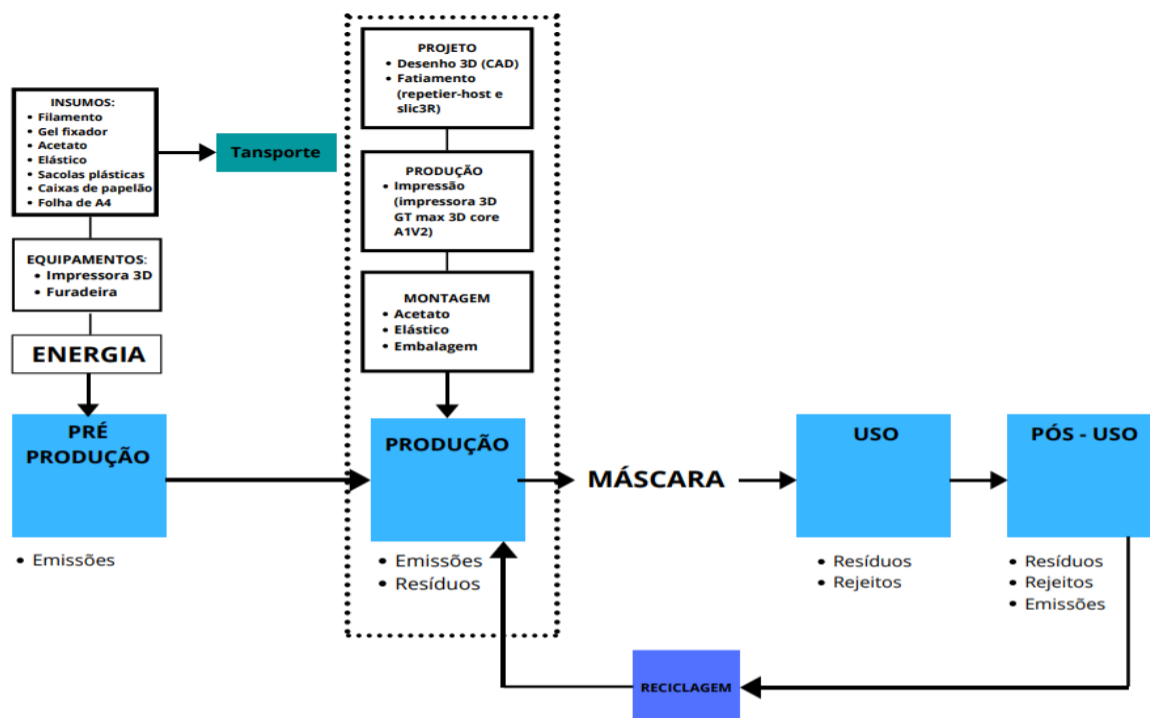 INSUMOS:
• Filamento
• Gel fixador
• Acetato
• Elástico
• Sacolas plásticas
• Caixas de papelão
• Folha de A4
Tansporte
EQUIPAMENTOS:
• Impressora 3D
• Furadeira
ENERGIA
PRÉ
PRODUÇÃO
• Emissões
PROJETO
• Desenho 3D (CAD)
• Fatiamento
(repetier-host e
slic3R)
PRODUÇÃO
• Impressão
(impressora 3D
GT max 3D core
A1V2)
MONTAGEM
• Acetato
• Elástico
• Embalagem
PRODUÇÃO
• Emissões
• Resíduos
MÁSCARA
USO
• Resíduos
• Rejeitos
PÓS - USO
• Resíduos
• Rejeitos
• Emissões
RECICLAGEM